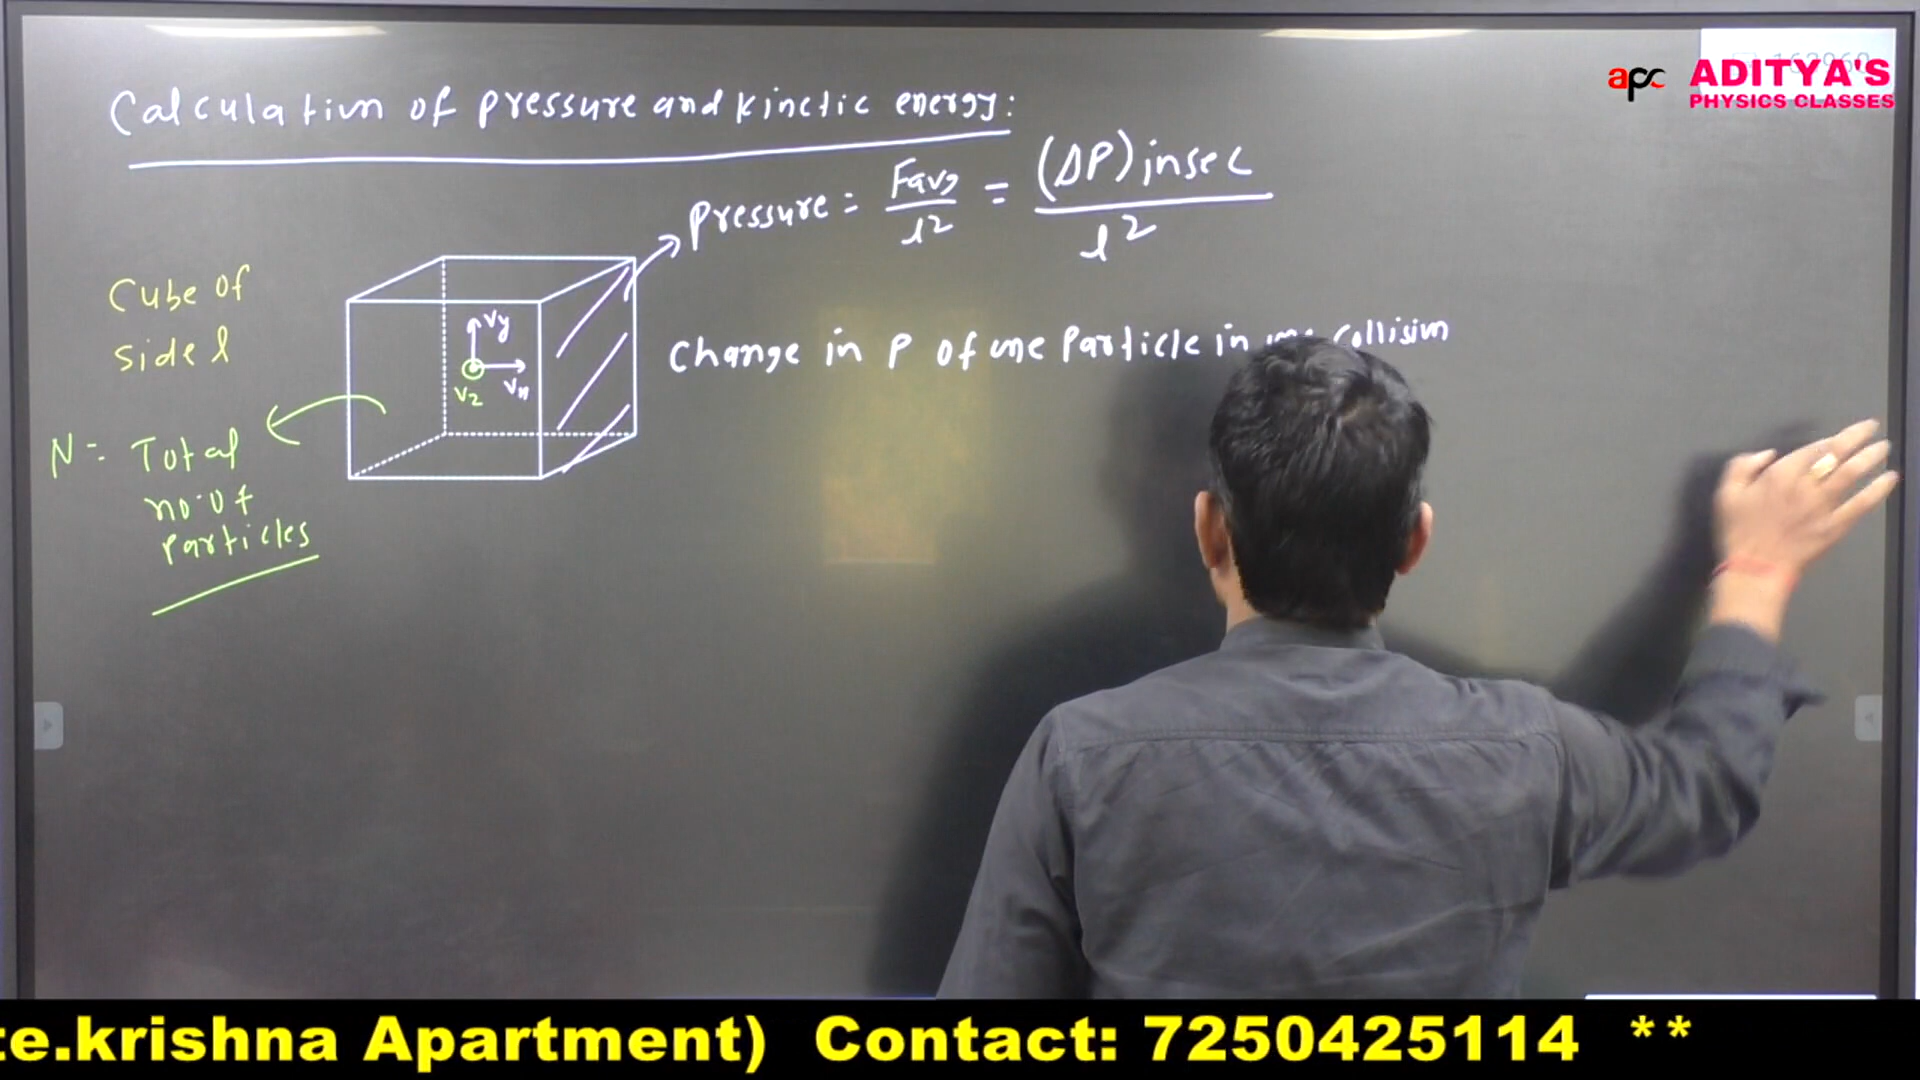 Calculation of pressure and kinetic energy:
apc ADITYA'S
PHYSICS CLASSES
pressure = Favg / l² = (ΔP) in sec / l²
Cube of
side l
Vy
Vz
change in P of one Particle in collision
N = Total
no. of
particles
te.krishna Apartment) Contact: 7250425114 **